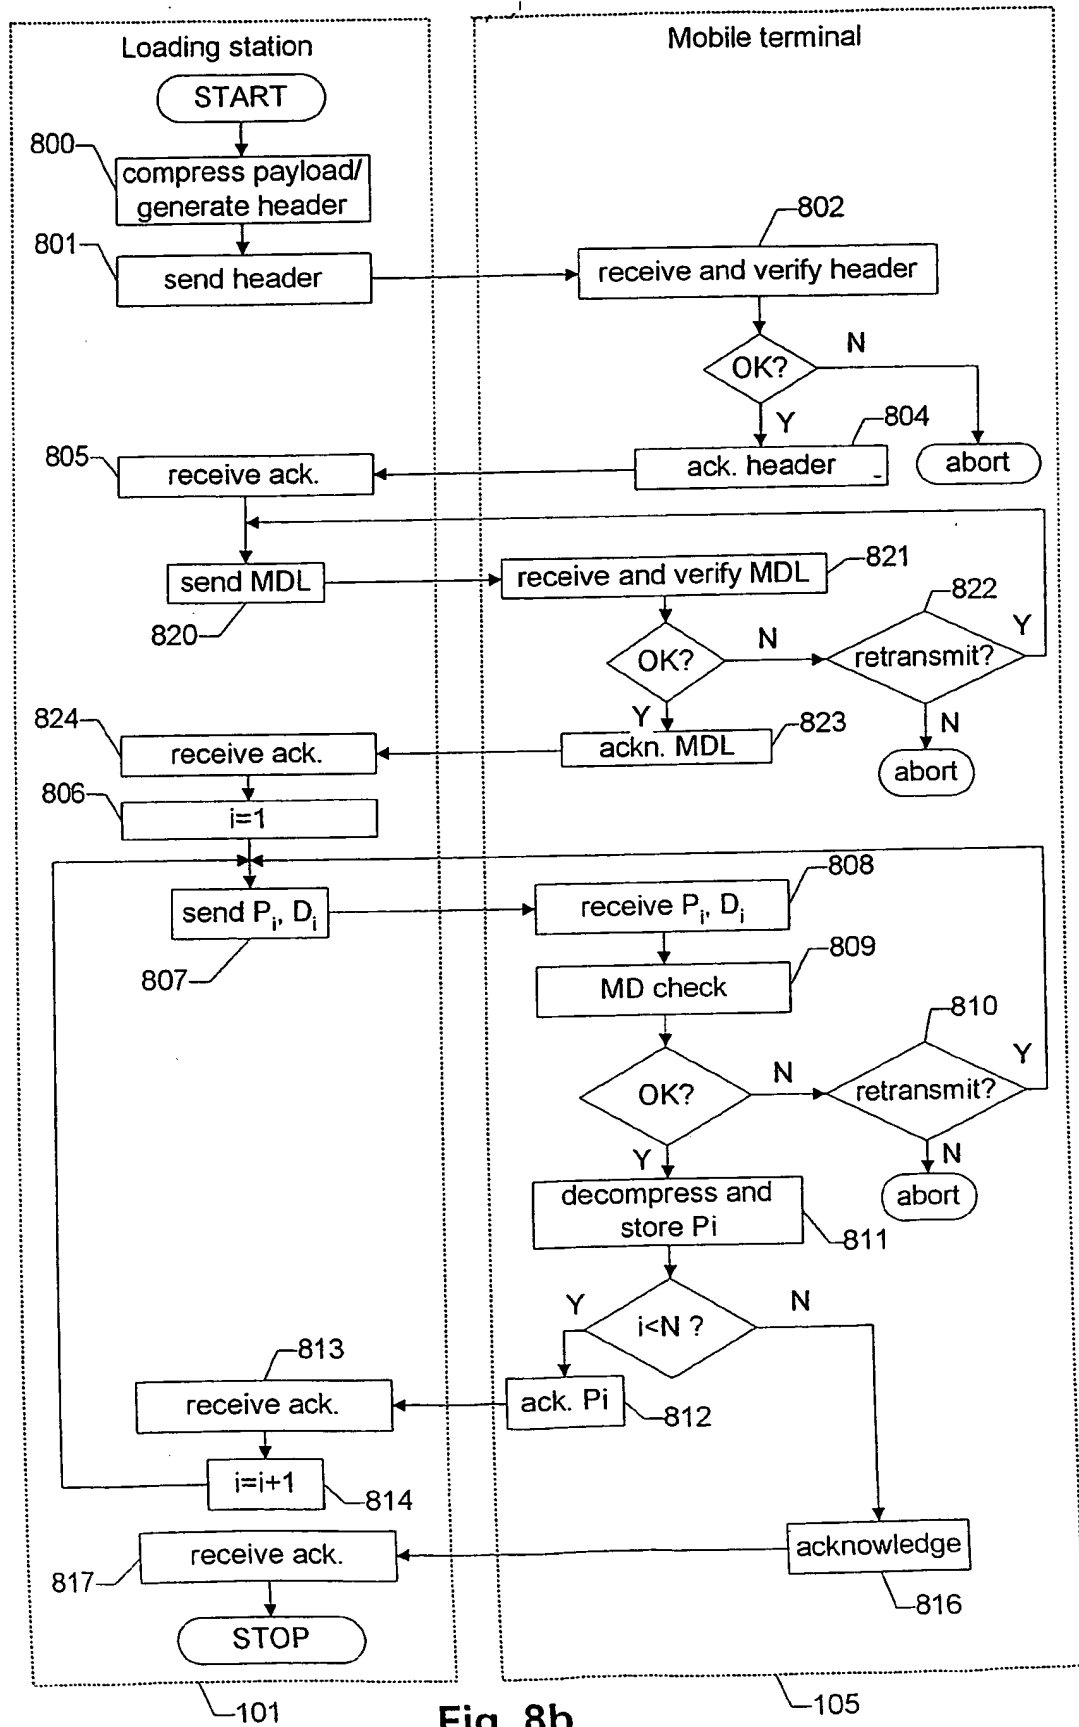 Loading station
Mobile terminal
START
800
compress payload/
generate header
802
801
send header
receive and verify header
OK?
N
Y
804
805
receive ack.
ack. header
abort
send MDL
820
receive and verify MDL
821
822
OK?
N
retransmit?
Y
Y
N
824
receive ack.
ackn. MDL
823
abort
806
i=1
808
send Pi, Di
receive Pi, Di
807
809
MD check
810
OK?
N
retransmit?
Y
Y
N
decompress and
store Pi
abort
811
Y
i<N ?
N
813
receive ack.
ack. Pi
812
i=i+1
814
817
receive ack.
acknowledge
816
STOP
101
105
Fig. 8b